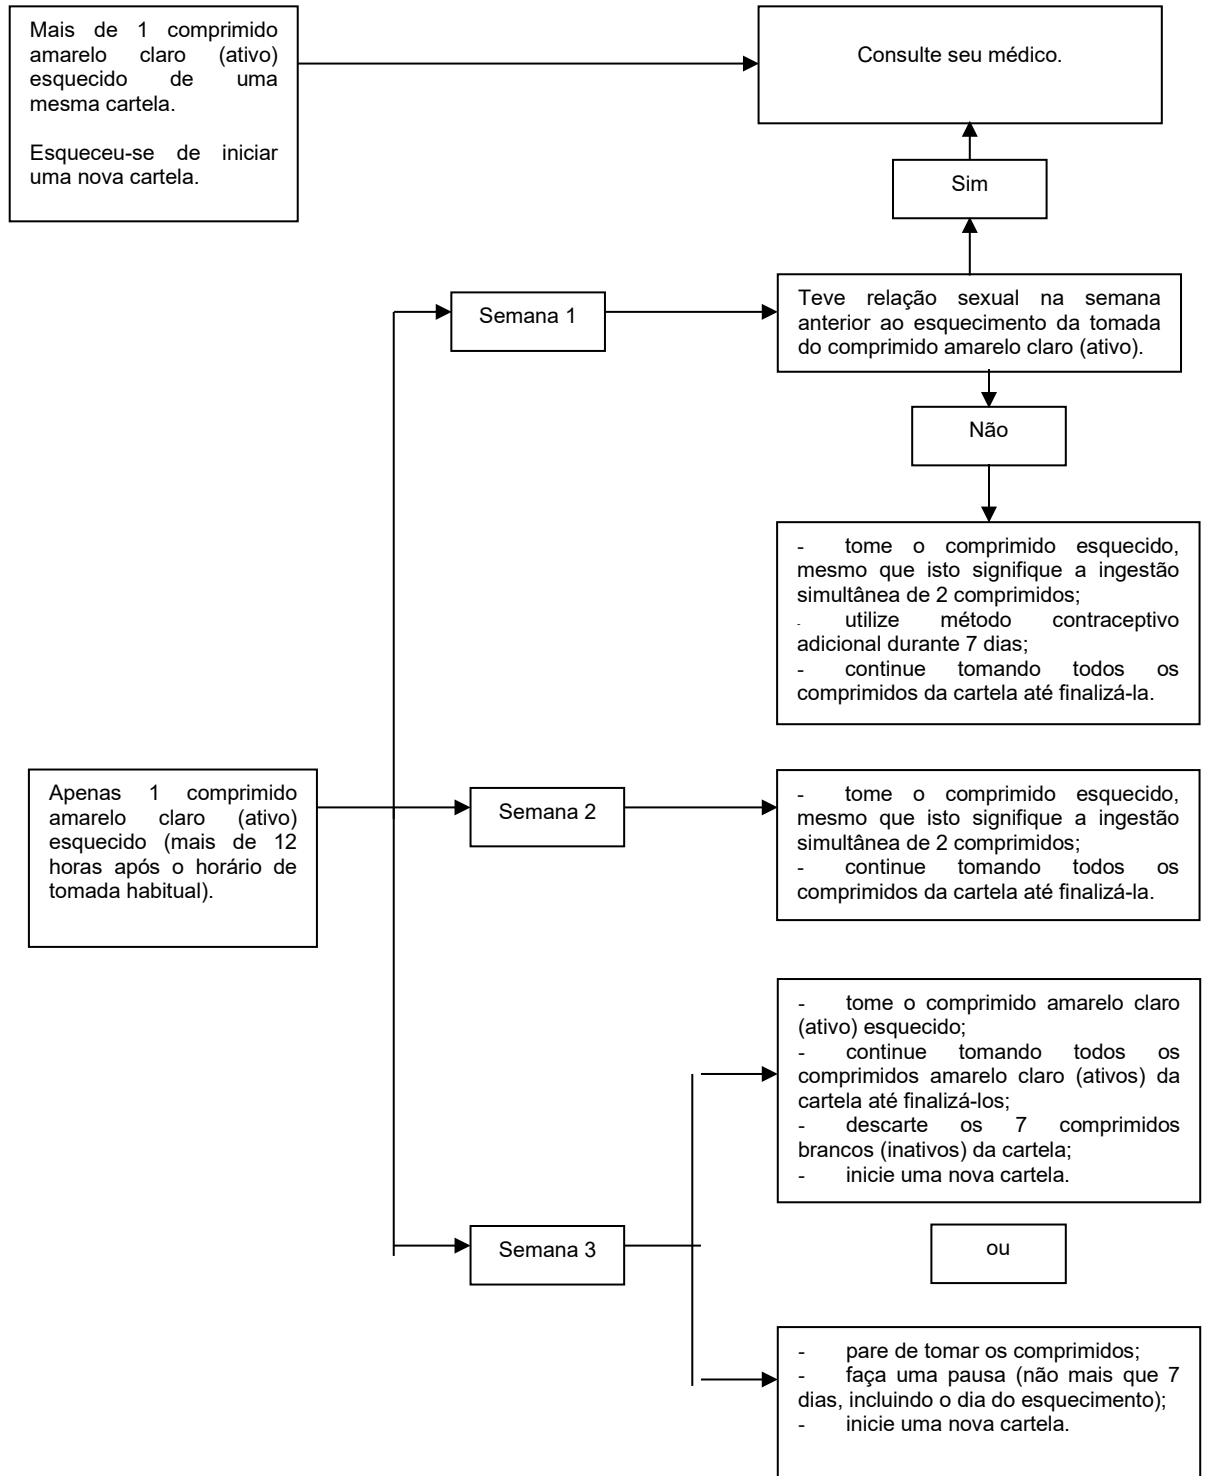 Mais de 1 comprimido
amarelo claro (ativo)
esquecido de uma
mesma cartela.
Esqueceu-se de iniciar
uma nova cartela.
Consulte seu médico.
Sim
Semana 1
Teve relação sexual na semana
anterior ao esquecimento da tomada
do comprimido amarelo claro (ativo).
Não
- tome o comprimido esquecido,
mesmo que isto signifique a ingestão
simultânea de 2 comprimidos;
- utilize método contraceptivo
adicional durante 7 dias;
- continue tomando todos os
comprimidos da cartela até finalizá-la.
Apenas 1 comprimido
amarelo claro (ativo)
esquecido (mais de 12
horas após o horário de
tomada habitual).
Semana 2
- tome o comprimido esquecido,
mesmo que isto signifique a ingestão
simultânea de 2 comprimidos;
- continue tomando todos os
comprimidos da cartela até finalizá-la.
Semana 3
- tome o comprimido amarelo claro
(ativo) esquecido;
- continue tomando todos os
comprimidos amarelo claro (ativos) da
cartela até finalizá-los;
- descarte os 7 comprimidos
brancos (inativos) da cartela;
- inicie uma nova cartela.
ou
- pare de tomar os comprimidos;
- faça uma pausa (não mais que 7
dias, incluindo o dia do esquecimento);
- inicie uma nova cartela.